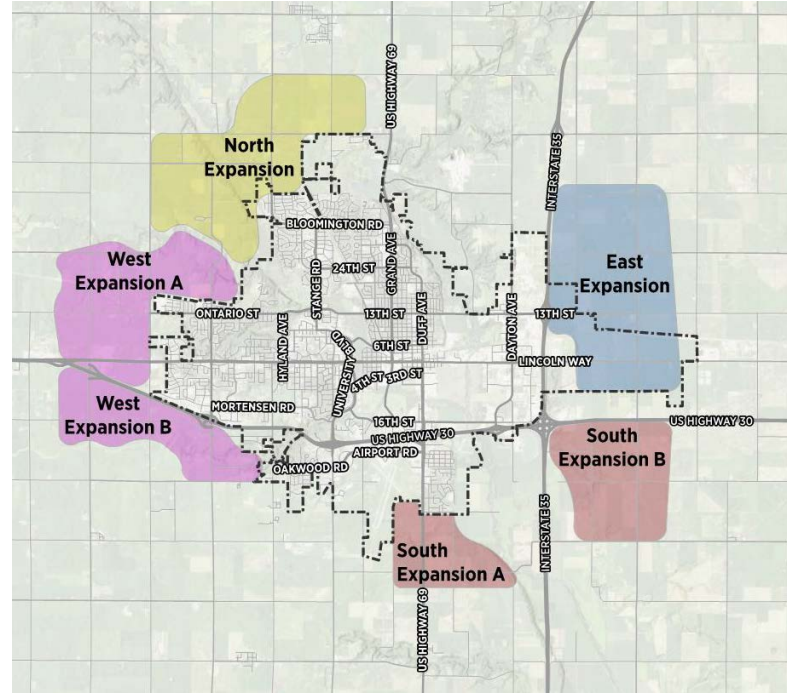 US HIGHWAY 69
North
Expansion
INTERSTATE 35
BLOOMINGTON RD
West
Expansion A
24TH ST
GRAND AVE
STANGE RD
East
Expansion
ONTARIO ST
13TH ST
13TH ST
HYLAND AVE
DUFF AVE
DAYTON AVE
6TH ST
UNIVERSITY BLVD
LINCOLN WAY
4TH ST
3RD ST
West
Expansion B
MORTENSEN RD
16TH ST
US HIGHWAY 30
US HIGHWAY 30
AIRPORT RD
OAKWOOD RD
South
Expansion B
South
Expansion A
INTERSTATE 35
US HIGHWAY 69